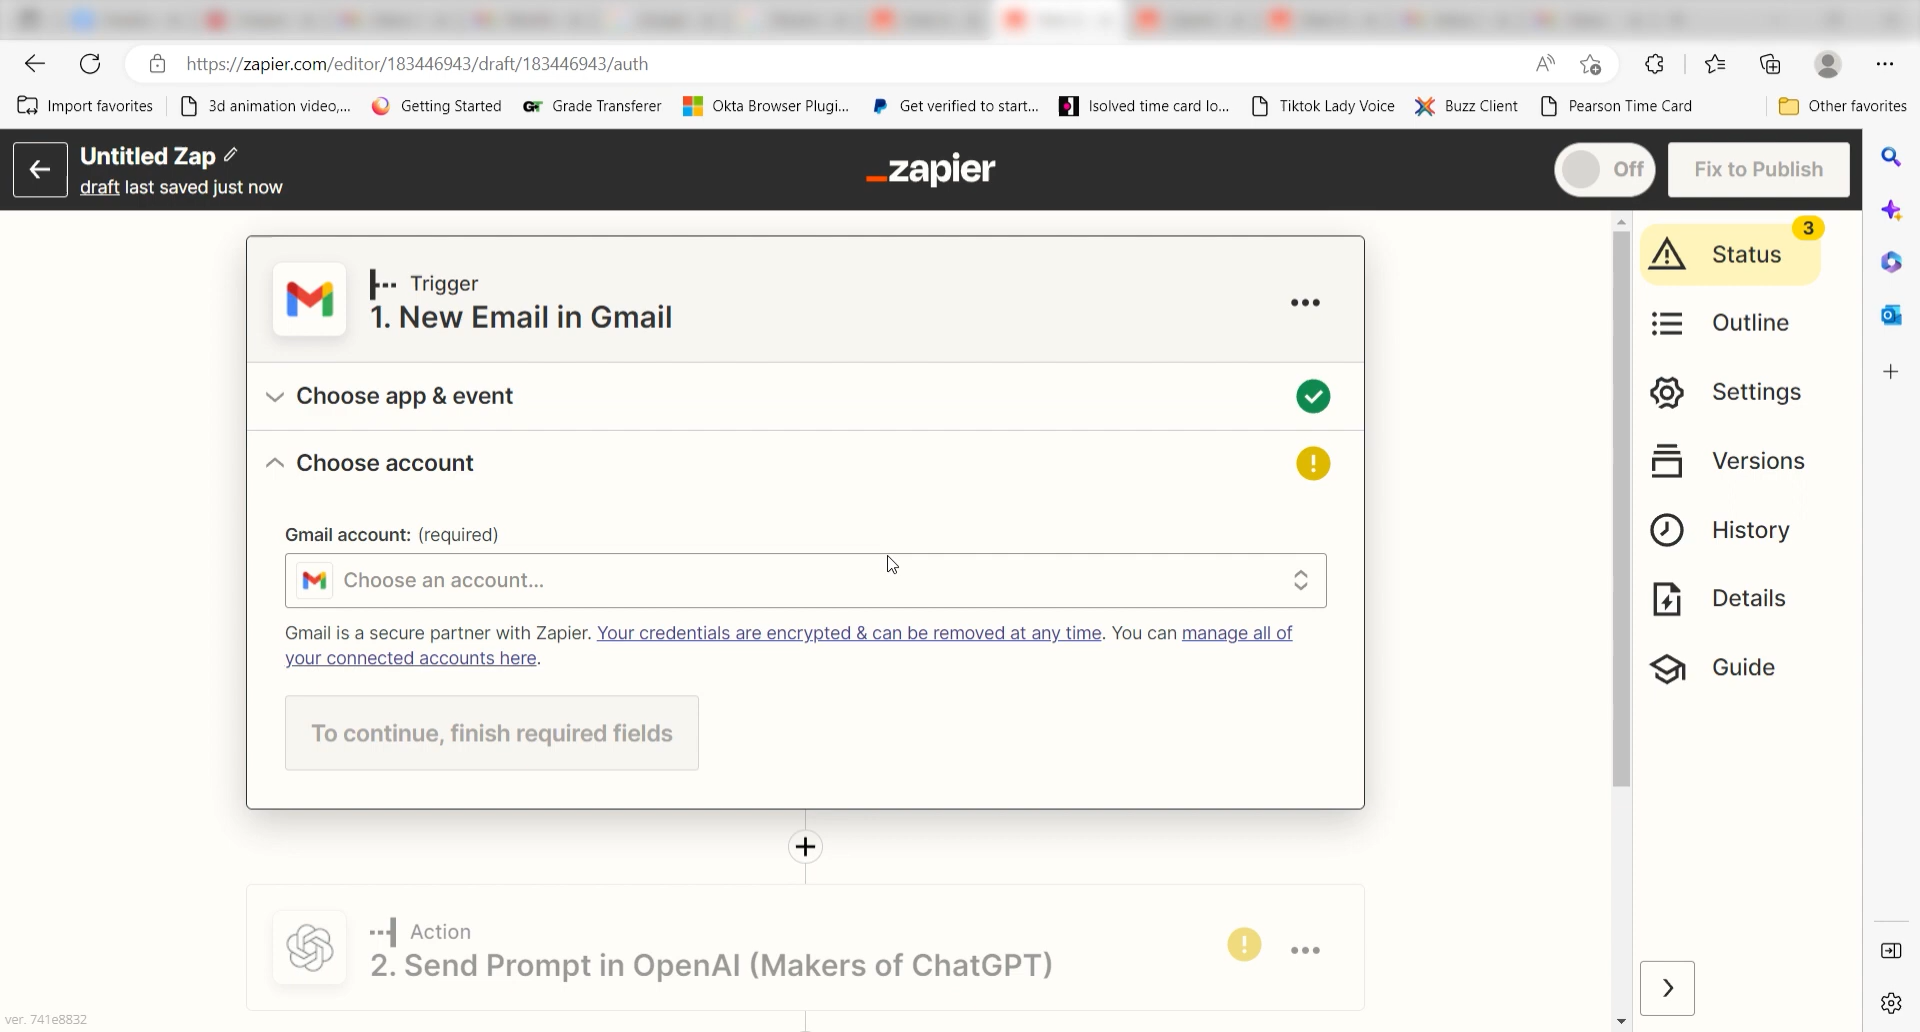 https://zapier.com/editor/183446943/draft/183446943/auth
Import favorites
3d animation video,...
Getting Started
GT Grade Transferer
Okta Browser Plugi...
Get verified to start...
Isolved time card lo...
Tiktok Lady Voice
Buzz Client
Pearson Time Card
Other favorites
Untitled Zap
draft last saved just now
zapier
Off
Fix to Publish
Trigger
1. New Email in Gmail
Choose app & event
Choose account
Gmail account: (required)
Choose an account...
Gmail is a secure partner with Zapier. Your credentials are encrypted & can be removed at any time. You can manage all of
your connected accounts here.
To continue, finish required fields
Action
2. Send Prompt in OpenAI (Makers of ChatGPT)
3
Status
Outline
Settings
Versions
History
Details
Guide
ver. 741e8832